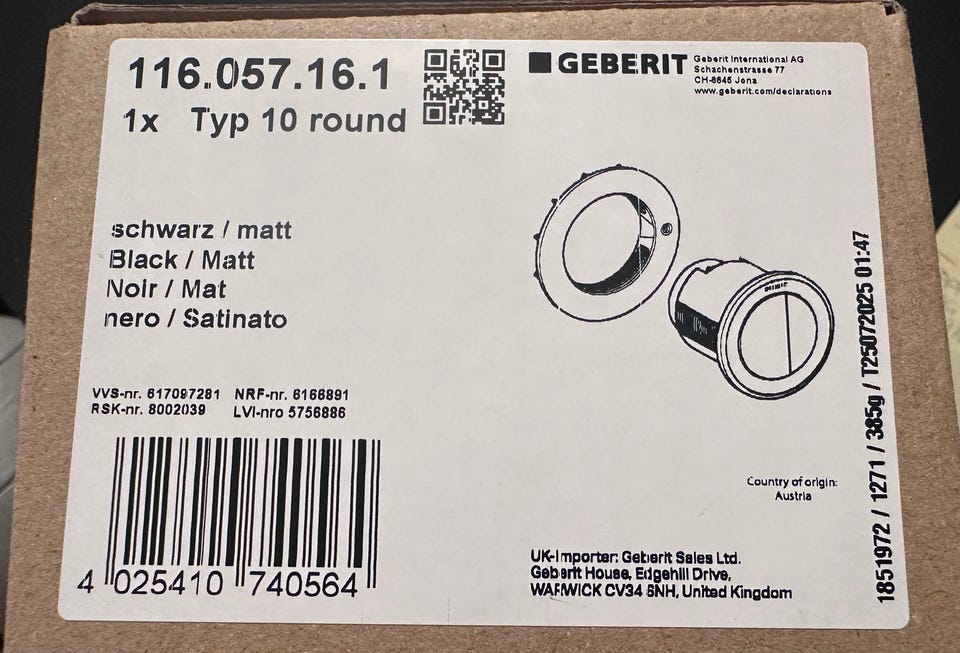 116.057.16.1
1x Typ 10 round
GEBERIT
Geberit International AG
Schachenstrasse 77
CH-8645 Jona
www.geberit.com/declarations
schwarz / matt
Black / Matt
Noir / Mat
nero / Satinato
VVS-nr. 617097281 NRF-nr. 6168891
RSK-nr. 8002039 LVI-nro 5756886
4 025410 740564
Country of origin:
Austria
UK-Importer: Geberit Sales Ltd.
Geberit House, Edgehill Drive,
WARWICK CV34 6NH, United Kingdom
1851972 / 1271 / 385g / T25072025 01:47